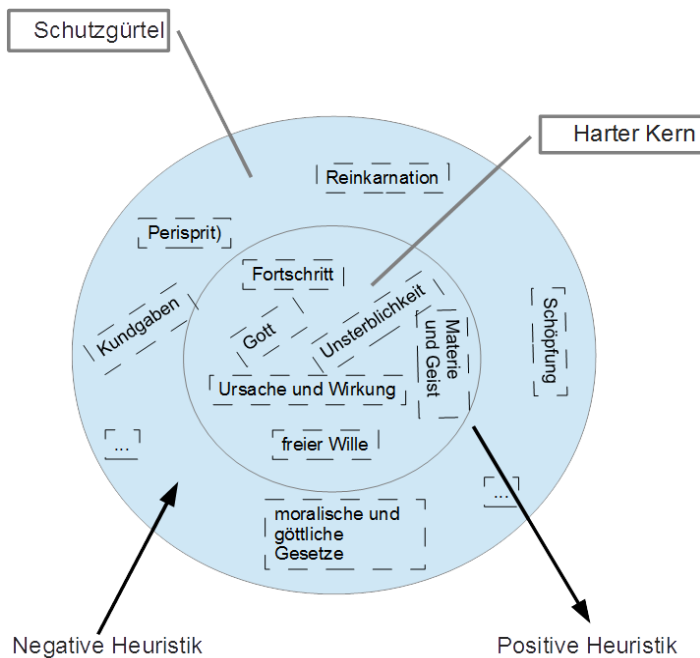 Schutzgürtel
Harter Kern
Reinkarnation
Perisprit)
Fortschritt
Kundgaben
Gott
Unsterblichkeit
Materie
und Geist
Schöpfung
Ursache und Wirkung
freier Wille
...
...
moralische und
göttliche
Gesetze
Negative Heuristik
Positive Heuristik